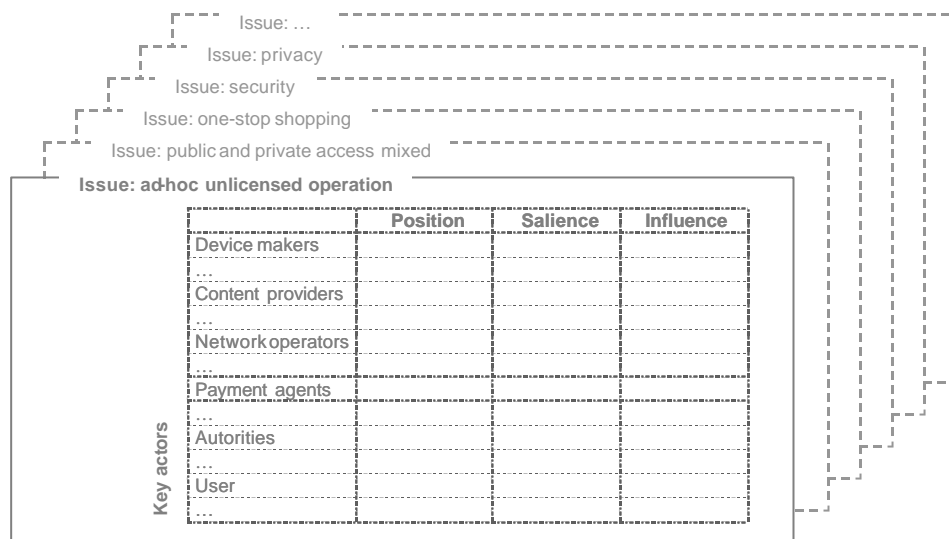 Issue: …
Issue: privacy
Issue: security
Issue: one-stop shopping
Issue: public and private access mixed
Issue: ad-hoc unlicensed operation
Position Salience Influence
Device makers
…
Content providers
…
Network operators
…
Payment agents
…
Autorities
…
User
…
Key actors